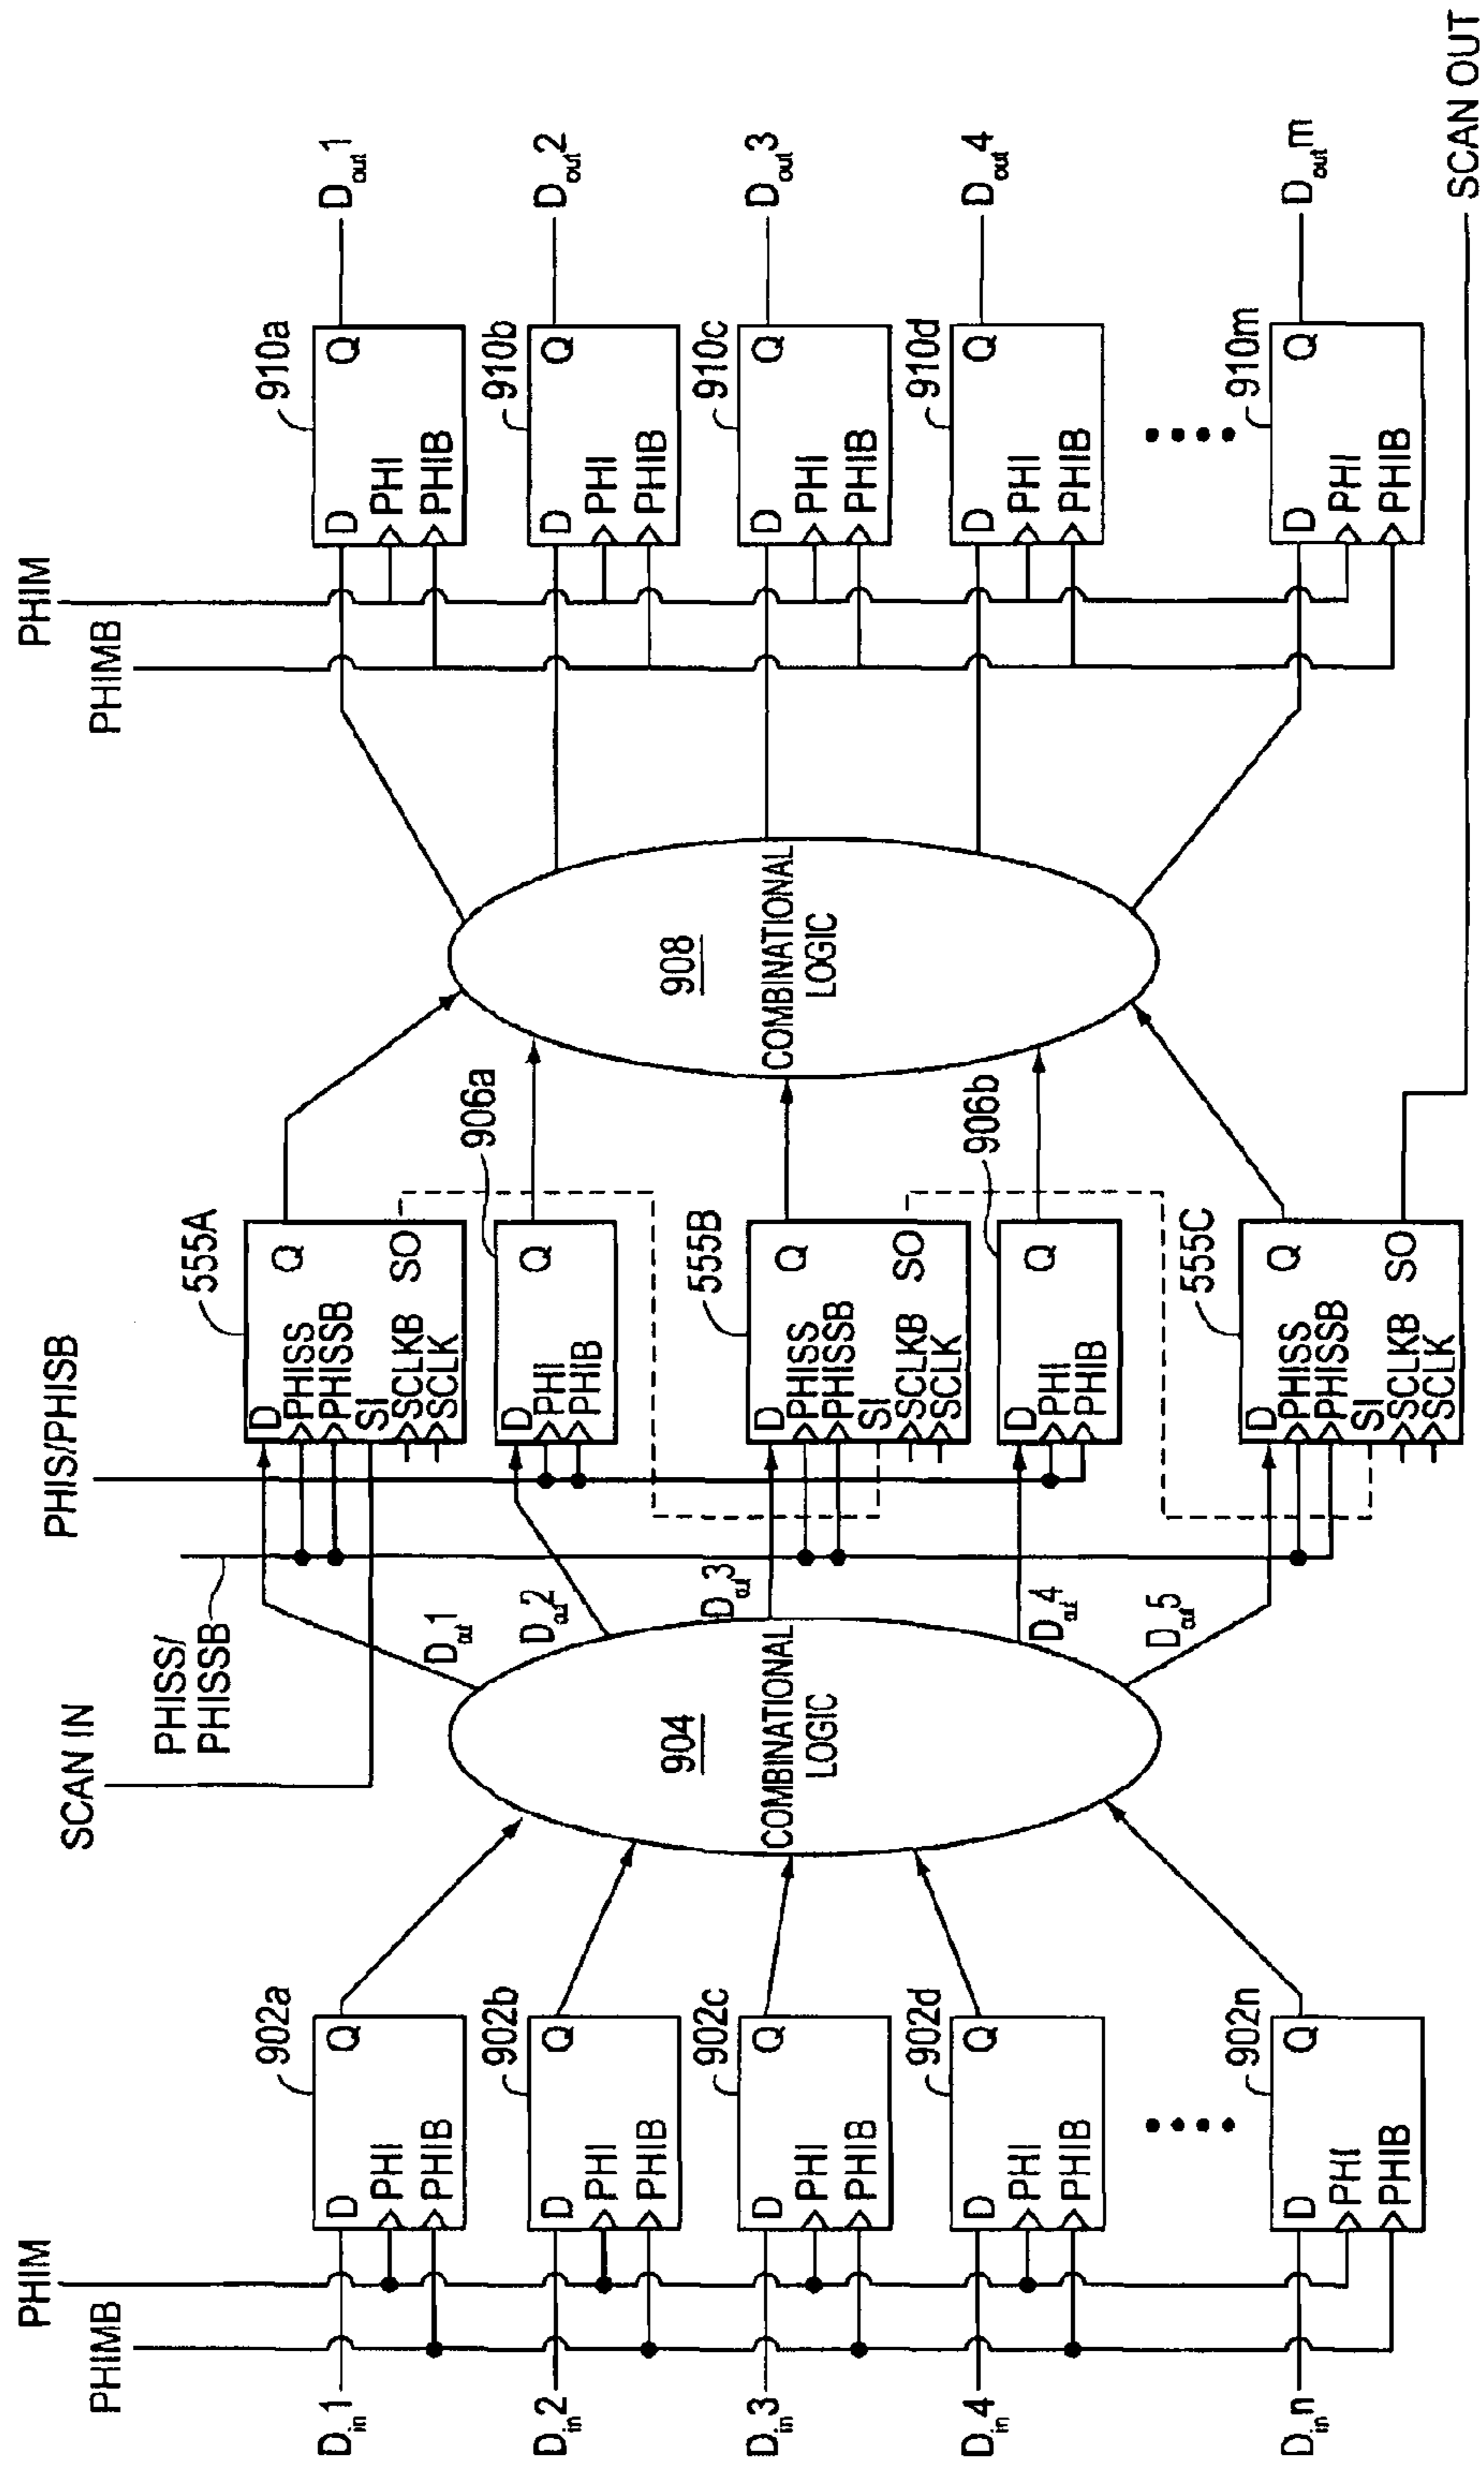 PHIM
PHIMB
D_in1
D_in2
D_in3
D_in4
D_in n
902a
D
Q
PHI
PHIB
902b
D
Q
PHI
PHIB
902c
D
Q
PHI
PHIB
902d
D
Q
PHI
PHIB
902n
D
Q
PHI
PHIB
SCAN IN
PHISS/
PHISSB
904
COMBINATIONAL
LOGIC
D_out1
D_out2
D_out3
D_out4
D_out5
PHIS/PHISB
555A
D
Q
PHISS
PHISSB
SI
SO
SCLKB
SCLK
906a
D
Q
PHI
PHIB
555B
D
Q
PHISS
PHISSB
SI
SO
SCLKB
SCLK
906b
D
Q
PHI
PHIB
555C
D
Q
PHISS
PHISSB
SI
SO
SCLKB
SCLK
908
COMBINATIONAL
LOGIC
PHIM
PHIMB
910a
D
Q
PHI
PHIB
910b
D
Q
PHI
PHIB
910c
D
Q
PHI
PHIB
910d
D
Q
PHI
PHIB
910m
D
Q
PHI
PHIB
D_out1
D_out2
D_out3
D_out4
D_out m
SCAN OUT